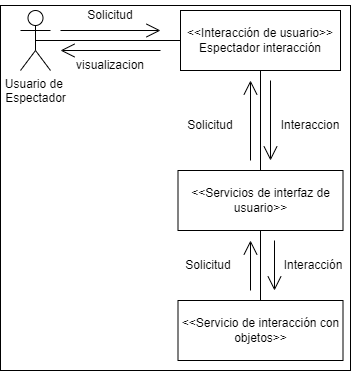 Solicitud
<<Interacción de usuario>>
Espectador interacción
visualizacion
Usuario de
Espectador
Solicitud
Interaccion
<<Servicios de interfaz de
usuario>>
Solicitud
Interacción
<<Servicio de interacción con
objetos>>